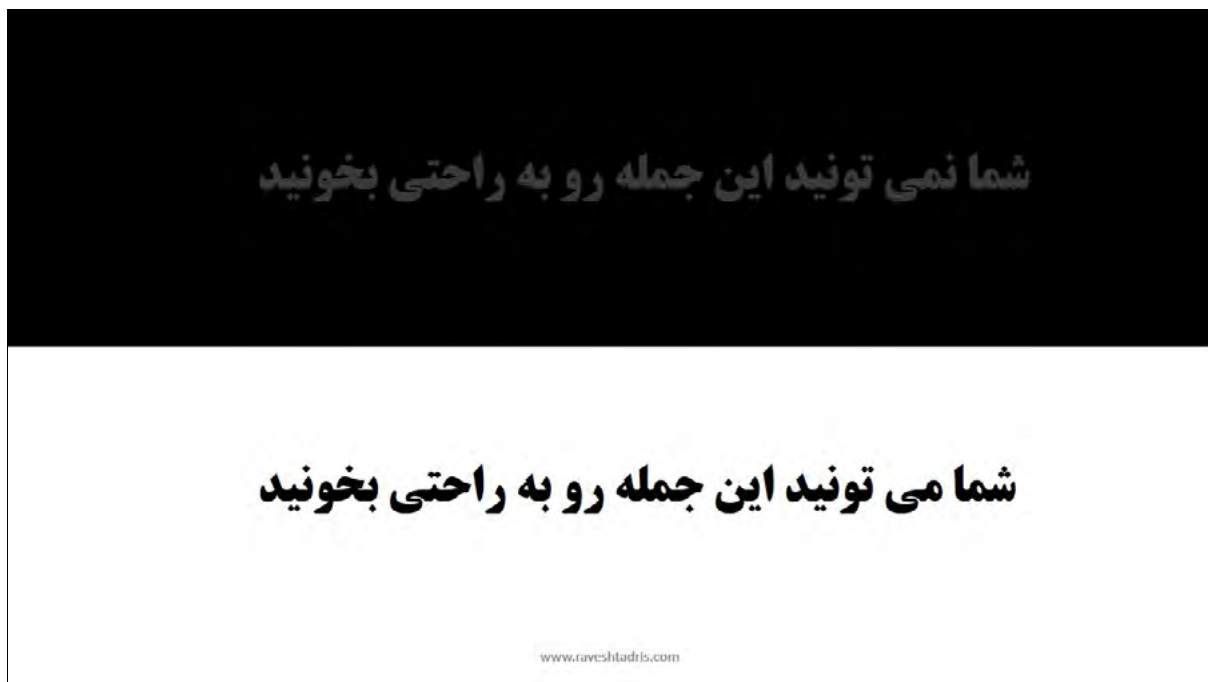 شما نمی تونید این جمله رو به راحتی بخونید
شما می تونید این جمله رو به راحتی بخونید
www.raveshtadris.com